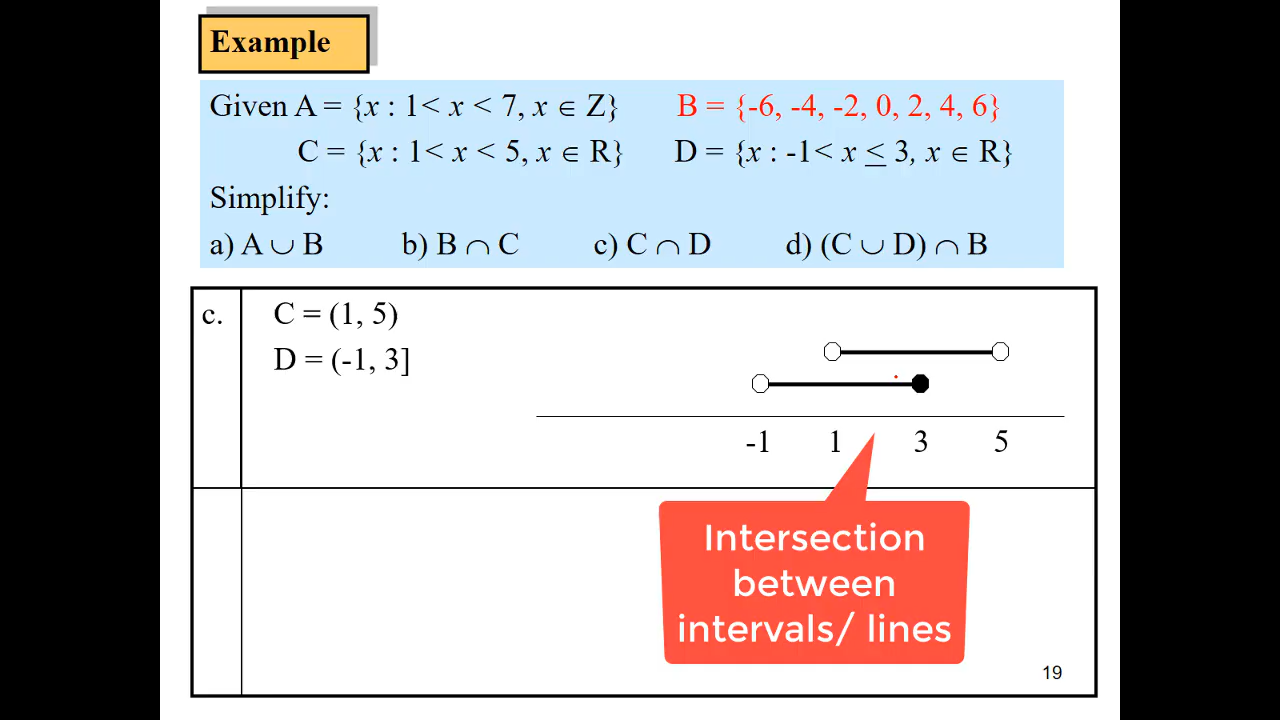 Example
Given A = {x : 1< x < 7, x ∈ Z} B = {-6, -4, -2, 0, 2, 4, 6}
C = {x : 1< x < 5, x ∈ R} D = {x : -1< x ≤ 3, x ∈ R}
Simplify:
a) A ∪ B b) B ∩ C c) C ∩ D d) (C ∪ D) ∩ B
c. C = (1, 5)
D = (-1, 3]
-1 1 3 5
Intersection
between
intervals/ lines
19